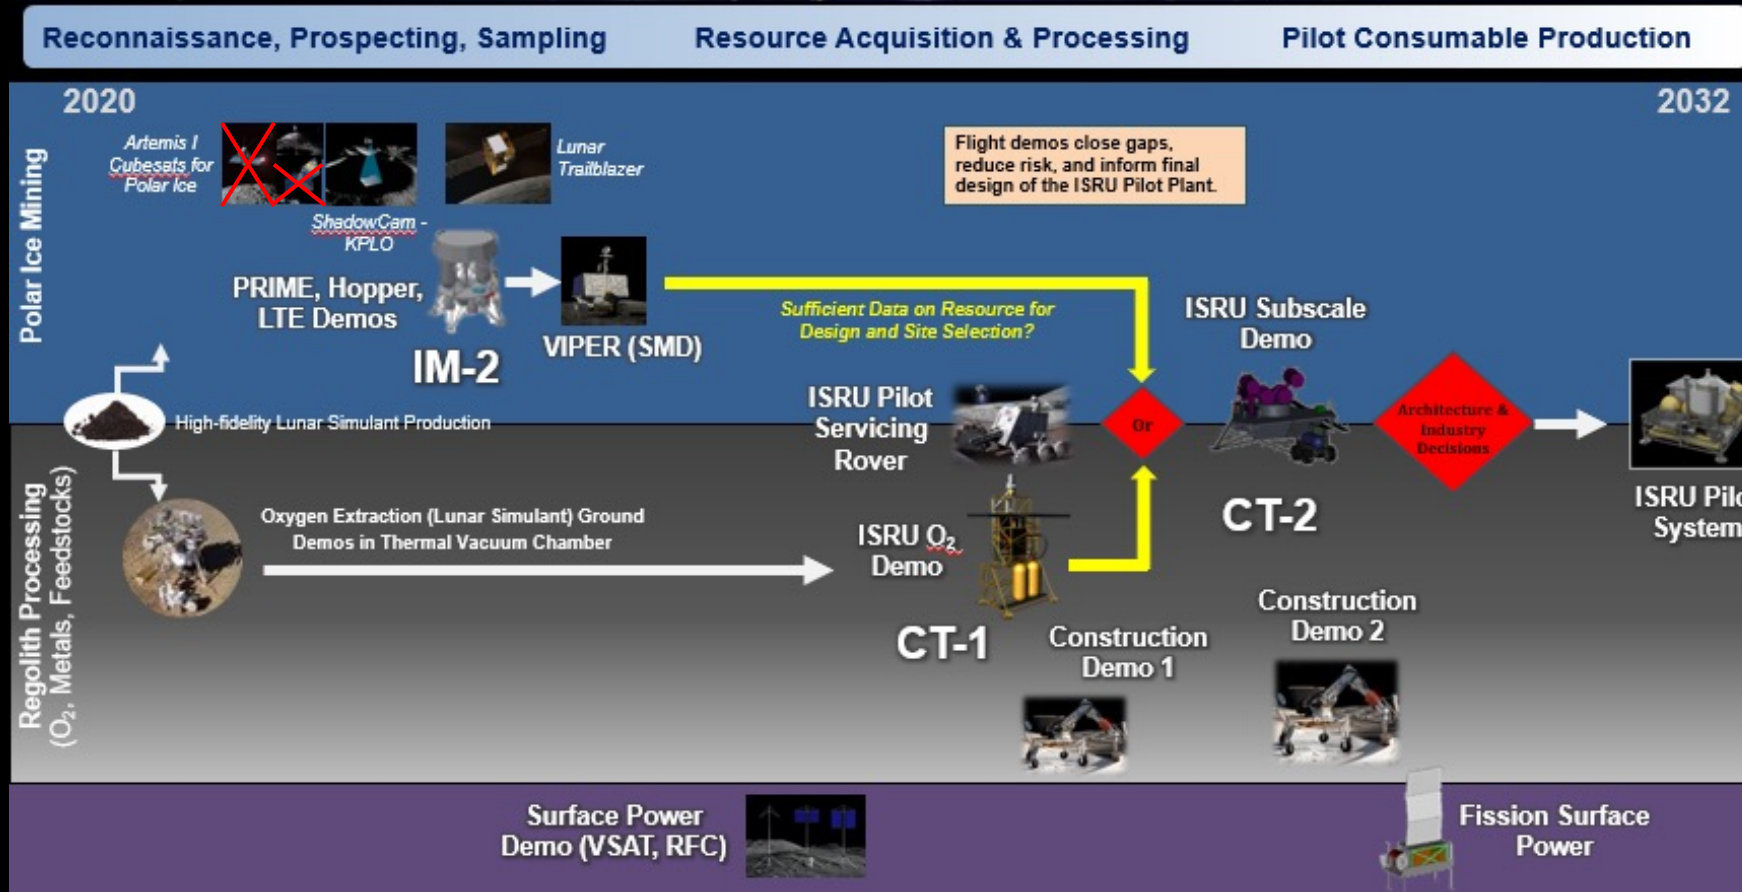 Reconnaissance, Prospecting, Sampling
Resource Acquisition & Processing
Pilot Consumable Production
2020
2032
Polar Ice Mining
Artemis I
Cubesats for
Polar Ice
ShadowCam -
KPLO
Lunar
Trailblazer
Flight demos close gaps,
reduce risk, and inform final
design of the ISRU Pilot Plant.
PRIME, Hopper,
LTE Demos
IM-2
VIPER (SMD)
Sufficient Data on Resource for
Design and Site Selection?
ISRU Subscale
Demo
High-fidelity Lunar Simulant Production
ISRU Pilot
Servicing
Rover
Or
Architecture &
Industry
Decisions
CT-2
ISRU Pilo
System
Regolith Processing
(O₂, Metals, Feedstocks)
Oxygen Extraction (Lunar Simulant) Ground
Demos in Thermal Vacuum Chamber
ISRU O₂
Demo
CT-1
Construction
Demo 1
Construction
Demo 2
Surface Power
Demo (VSAT, RFC)
Fission Surface
Power